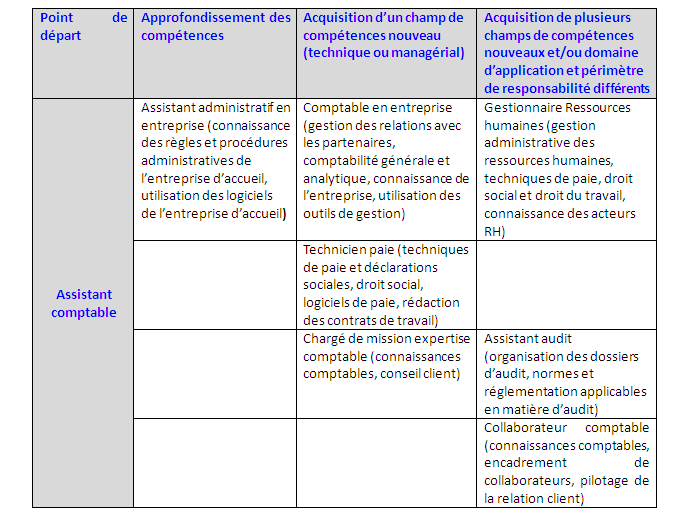 Point de
départ
Approfondissement des
compétences
Acquisition d’un champ de
compétences nouveau
(technique ou managérial)
Acquisition de plusieurs
champs de compétences
nouveaux et/ou domaine
d’application et périmètre
de responsabilité différents
Assistant
comptable
Assistant administratif en
entreprise (connaissance
des règles et procédures
administratives de
l’entreprise d’accueil,
utilisation des logiciels
de l’entreprise d’accueil)
Comptable en entreprise
(gestion des relations avec
les partenaires,
comptabilité générale et
analytique, connaissance de
l’entreprise, utilisation des
outils de gestion)
Gestionnaire Ressources
humaines (gestion
administrative des
ressources humaines,
techniques de paie, droit
social et droit du travail,
connaissance des acteurs
RH)
Technicien paie (techniques
de paie et déclarations
sociales, droit social,
logiciels de paie, rédaction
des contrats de travail)
Chargé de mission expertise
comptable (connaissances
comptables, conseil client)
Assistant audit
(organisation des dossiers
d’audit, normes et
réglementation applicables
en matière d’audit)
Collaborateur comptable
(connaissances comptables,
encadrement de
collaborateurs, pilotage de
la relation client)